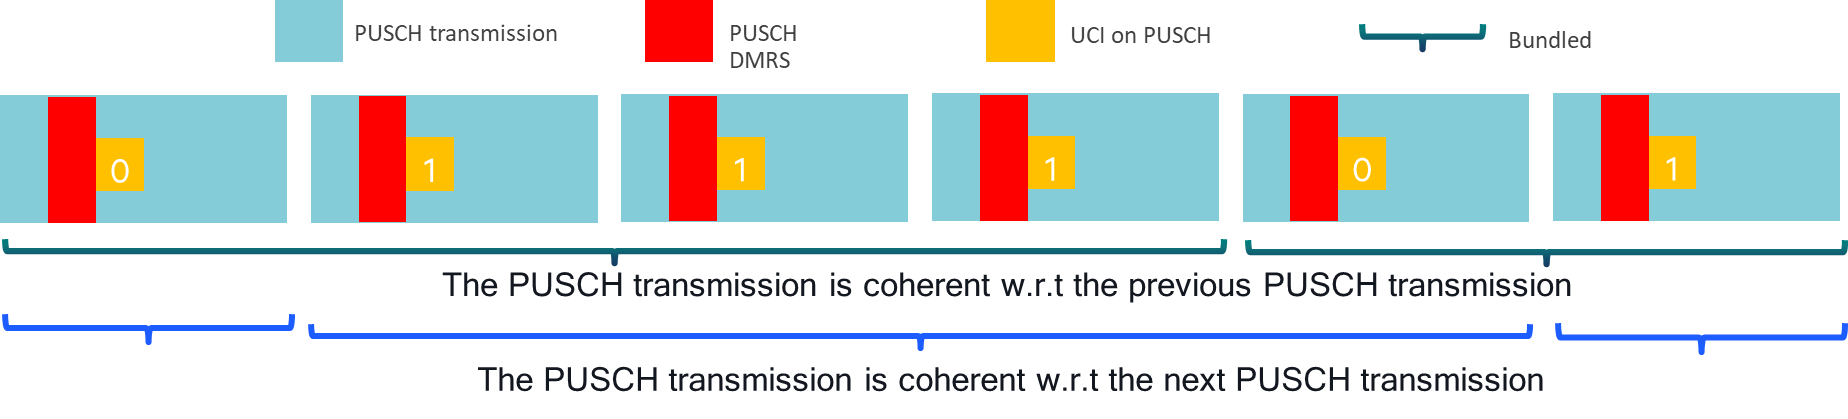 PUSCH transmission
PUSCH
DMRS
UCI on PUSCH
Bundled
0 1 1 1 0 1
The PUSCH transmission is coherent w.r.t the previous PUSCH transmission
The PUSCH transmission is coherent w.r.t the next PUSCH transmission